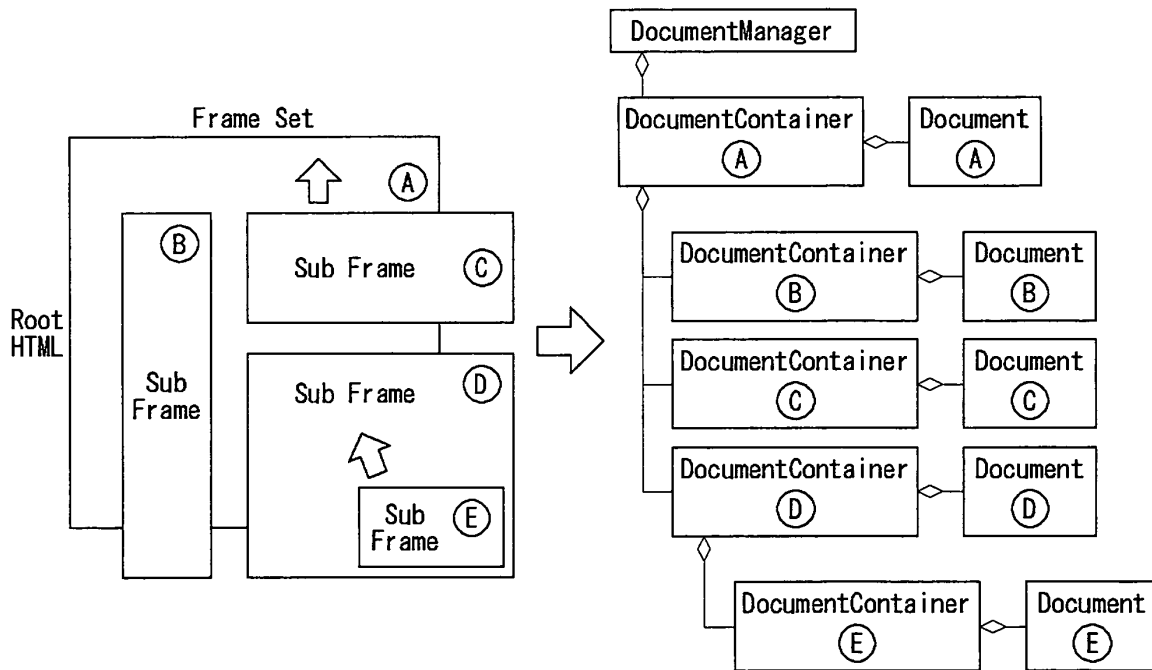 Frame Set
A
B
Sub Frame
C
Root
HTML
Sub
Frame
Sub Frame
D
Sub
Frame
E
DocumentManager
DocumentContainer
A
Document
A
DocumentContainer
B
Document
B
DocumentContainer
C
Document
C
DocumentContainer
D
Document
D
DocumentContainer
E
Document
E